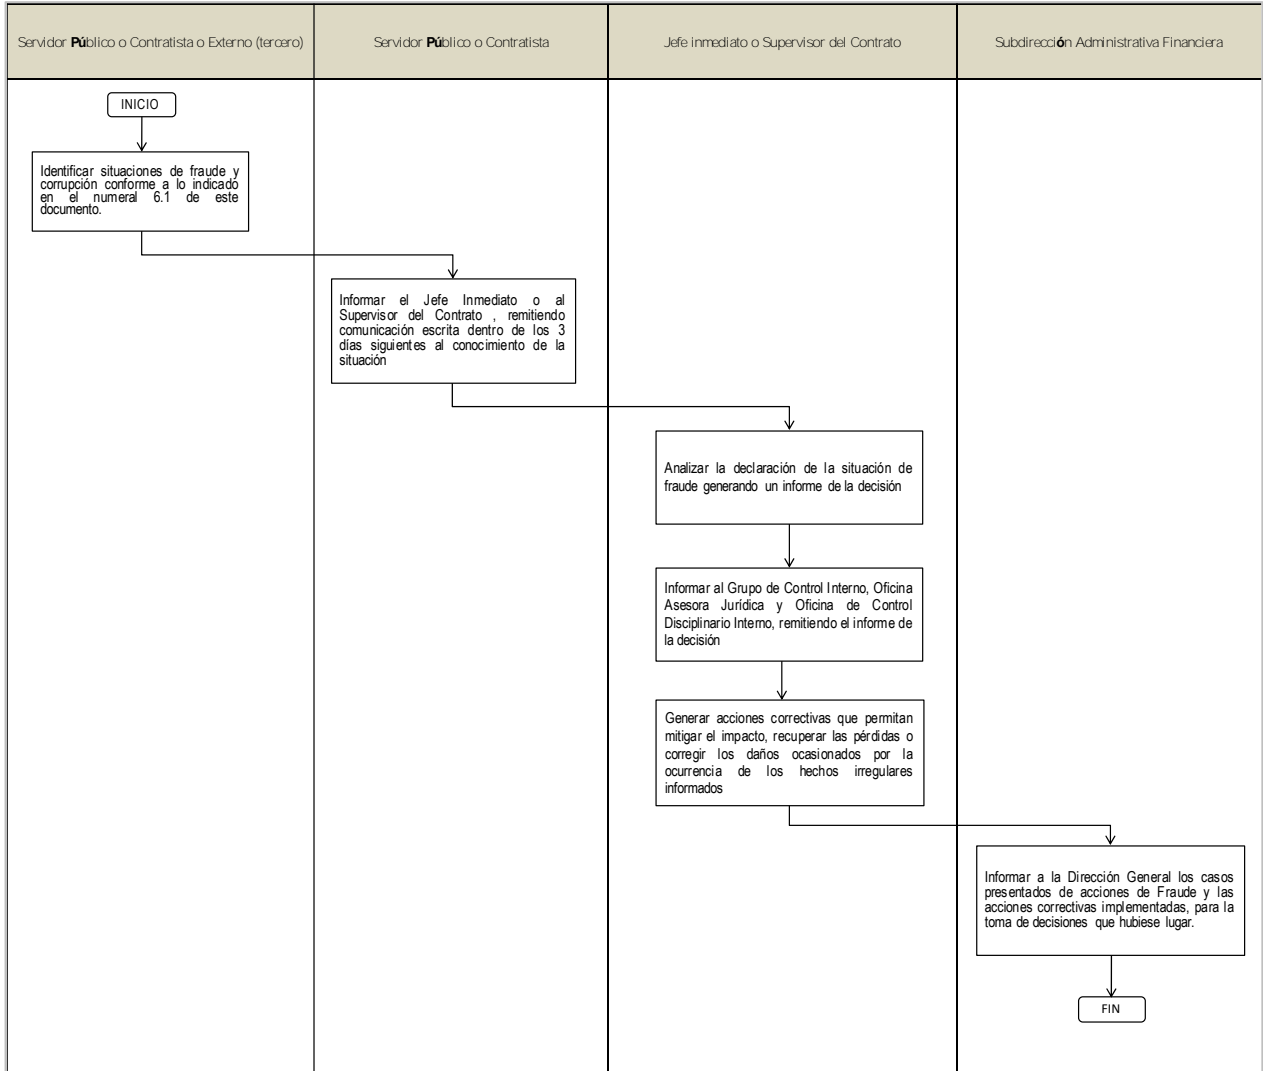 Servidor Público o Contratista o Externo (tercero)
Servidor Público o Contratista
Jefe inmediato o Supervisor del Contrato
Subdirección Administrativa Financiera
INICIO
Identificar situaciones de fraude y
corrupción conforme a lo indicado
en el numeral 6.1 de este
documento.
Informar el Jefe Inmediato o al
Supervisor del Contrato , remitiendo
comunicación escrita dentro de los 3
días siguientes al conocimiento de la
situación
Analizar la declaración de la situación de
fraude generando un informe de la decisión
Informar al Grupo de Control Interno, Oficina
Asesora Jurídica y Oficina de Control
Disciplinario Interno, remitiendo el informe de
la decisión
Generar acciones correctivas que permitan
mitigar el impacto, recuperar las pérdidas o
corregir los daños ocasionados por la
ocurrencia de los hechos irregulares
informados
Informar a la Dirección General los casos
presentados de acciones de Fraude y las
acciones correctivas implementadas, para la
toma de decisiones que hubiese lugar.
FIN